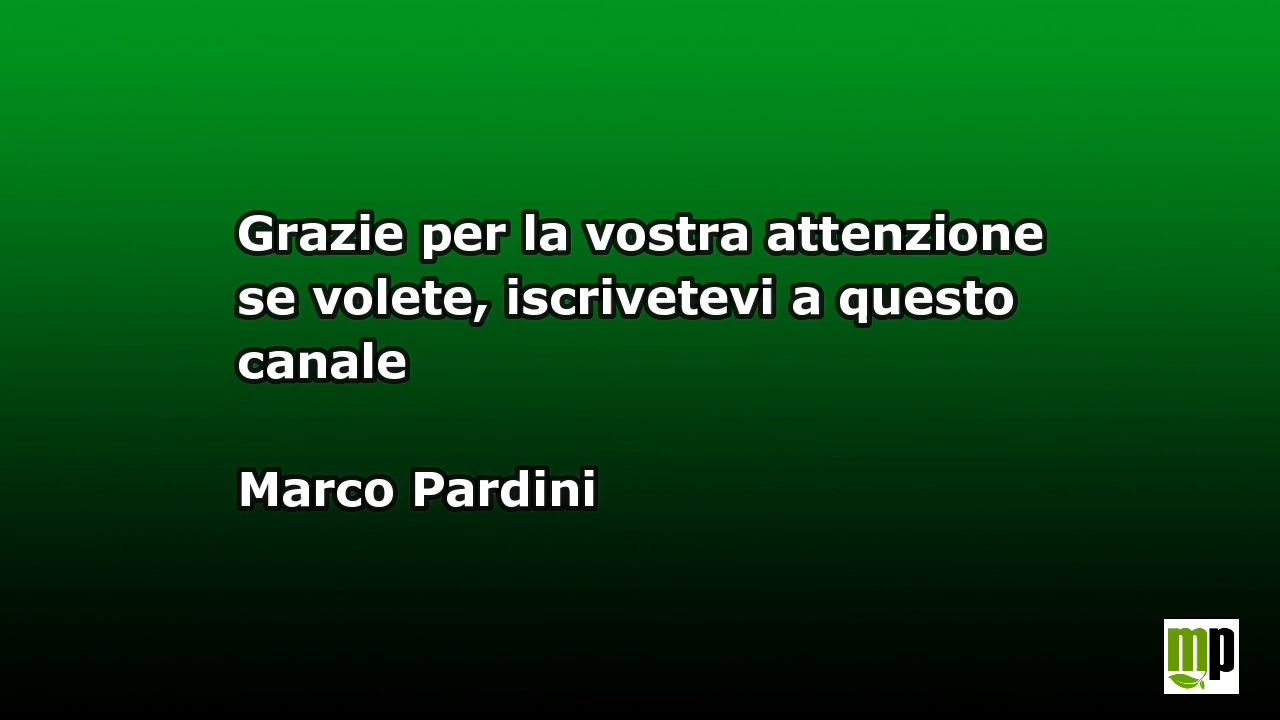 Grazie per la vostra attenzione
se volete, iscrivetevi a questo
canale
Marco Pardini
mp